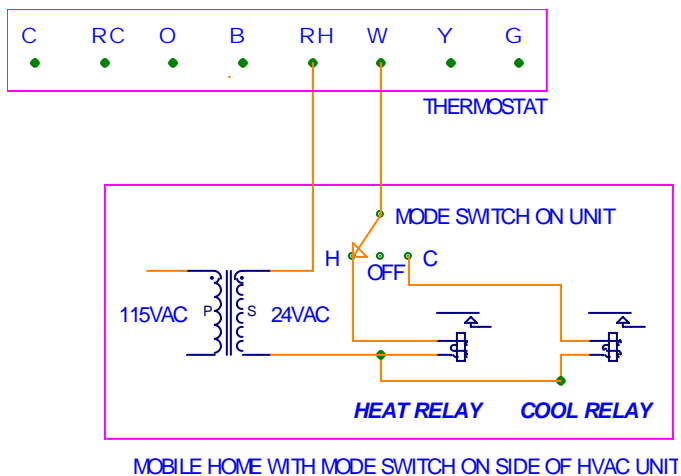 C RC O B RH W Y G
THERMOSTAT
MODE SWITCH ON UNIT
H OFF C
115VAC P S 24VAC
HEAT RELAY COOL RELAY
MOBILE HOME WITH MODE SWITCH ON SIDE OF HVAC UNIT